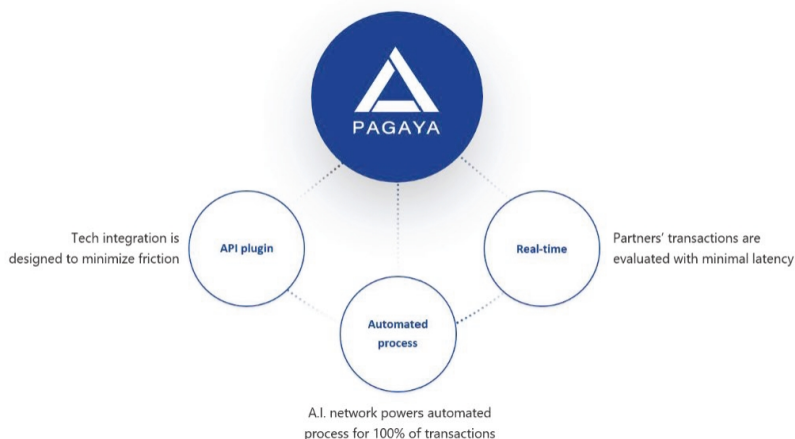 PAGAYA
Tech integration is
designed to minimize friction
API plugin
Real-time
Partners’ transactions are
evaluated with minimal latency
Automated
process
A.I. network powers automated
process for 100% of transactions